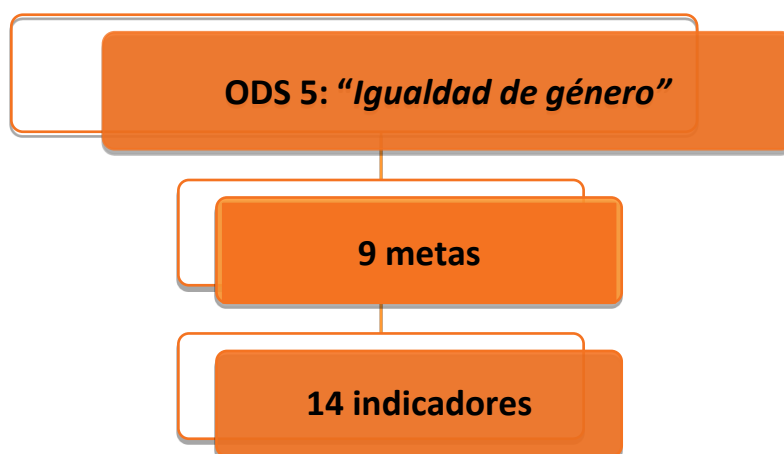 ODS 5: “Igualdad de género”
9 metas
14 indicadores